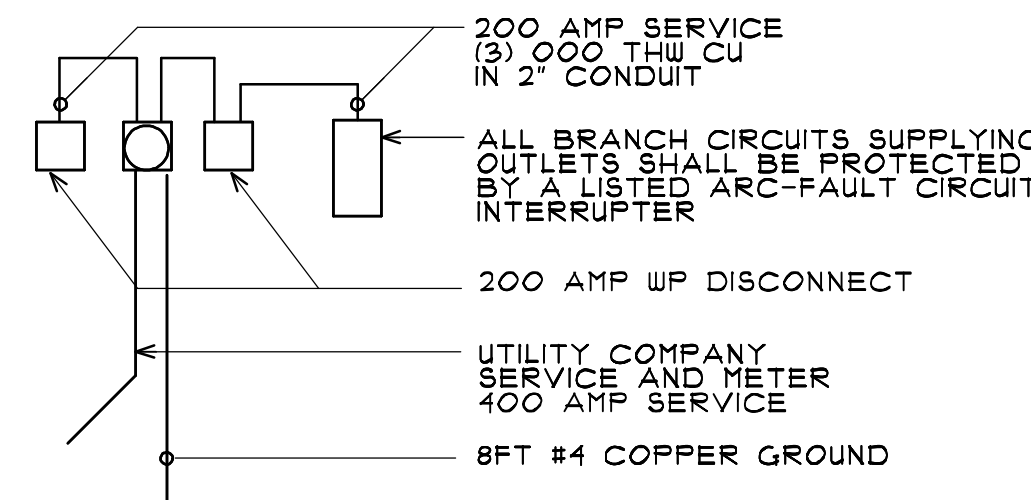 200 AMP SERVICE
(3) 000 THW CU
IN 2" CONDUIT
ALL BRANCH CIRCUITS SUPPLYING
OUTLETS SHALL BE PROTECTED
BY A LISTED ARC-FAULT CIRCUIT
INTERRUPTER
200 AMP WP DISCONNECT
UTILITY COMPANY
SERVICE AND METER
400 AMP SERVICE
8FT #4 COPPER GROUND